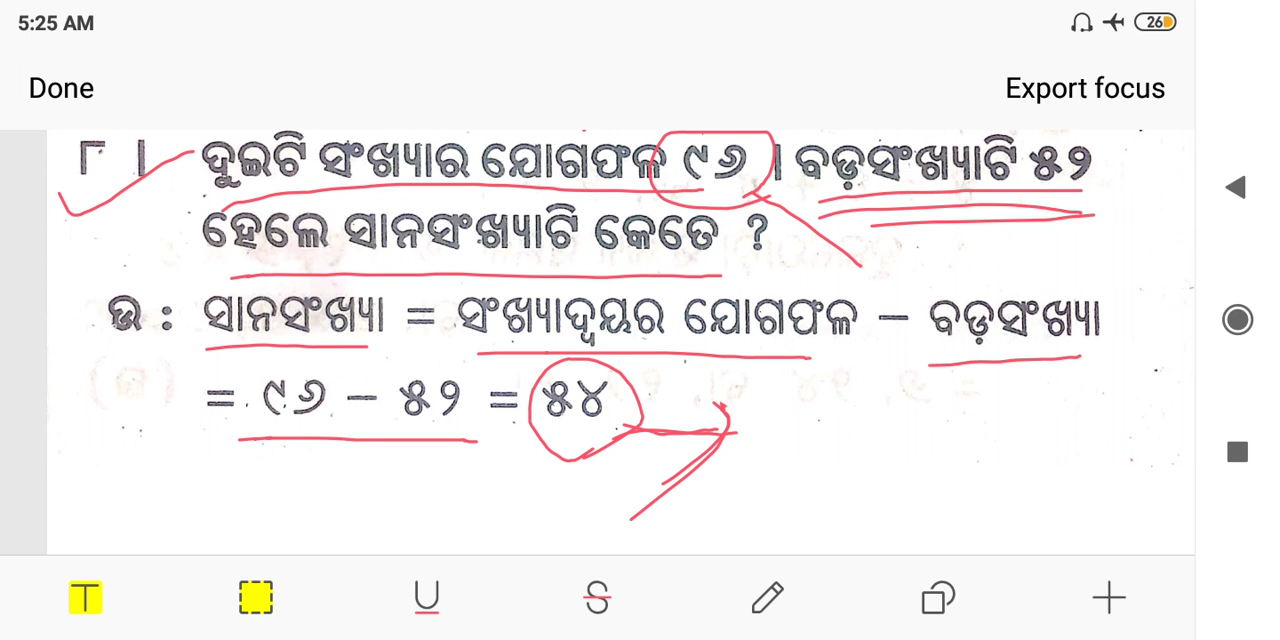 5:25 AM
26
Done
Export focus
୮ । ଦୁଇଟି ସଂଖ୍ୟାର ଯୋଗଫଳ ୯୬ । ବଡ଼ସଂଖ୍ୟାଟି ୫୨
ହେଲେ ସାନସଂଖ୍ୟାଟି କେତେ ?
ଉ : ସାନସଂଖ୍ୟା = ସଂଖ୍ୟାଦ୍ୱୟର ଯୋଗଫଳ – ବଡ଼ସଂଖ୍ୟା
= ୯୬ – ୫୨ = ୫୪
T U S